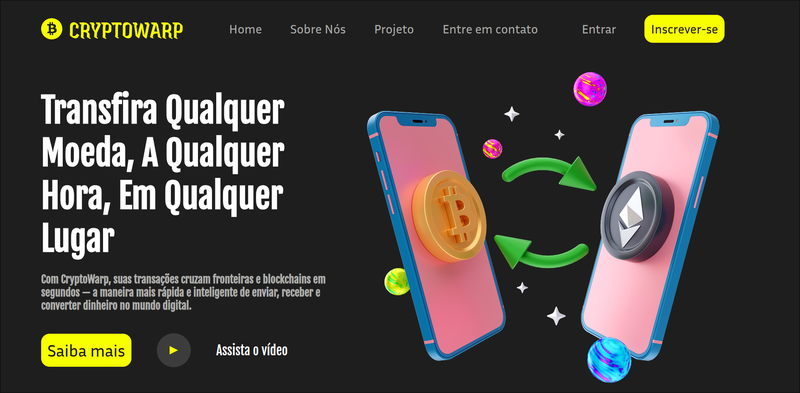 CRYPTOWARP
Home Sobre Nós Projeto Entre em contato Entrar Inscrever-se
Transfira Qualquer
Moeda, A Qualquer
Hora, Em Qualquer
Lugar
Com CryptoWarp, suas transações cruzam fronteiras e blockchains em
segundos — a maneira mais rápida e inteligente de enviar, receber e
converter dinheiro no mundo digital.
Saiba mais
Assista o vídeo